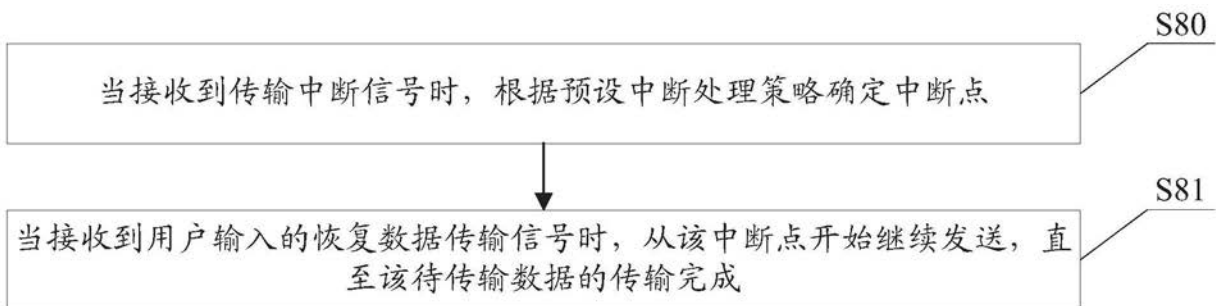 S80
当接收到传输中断信号时，根据预设中断处理策略确定中断点
S81
当接收到用户输入的恢复数据传输信号时，从该中断点开始继续发送，直
至该待传输数据的传输完成